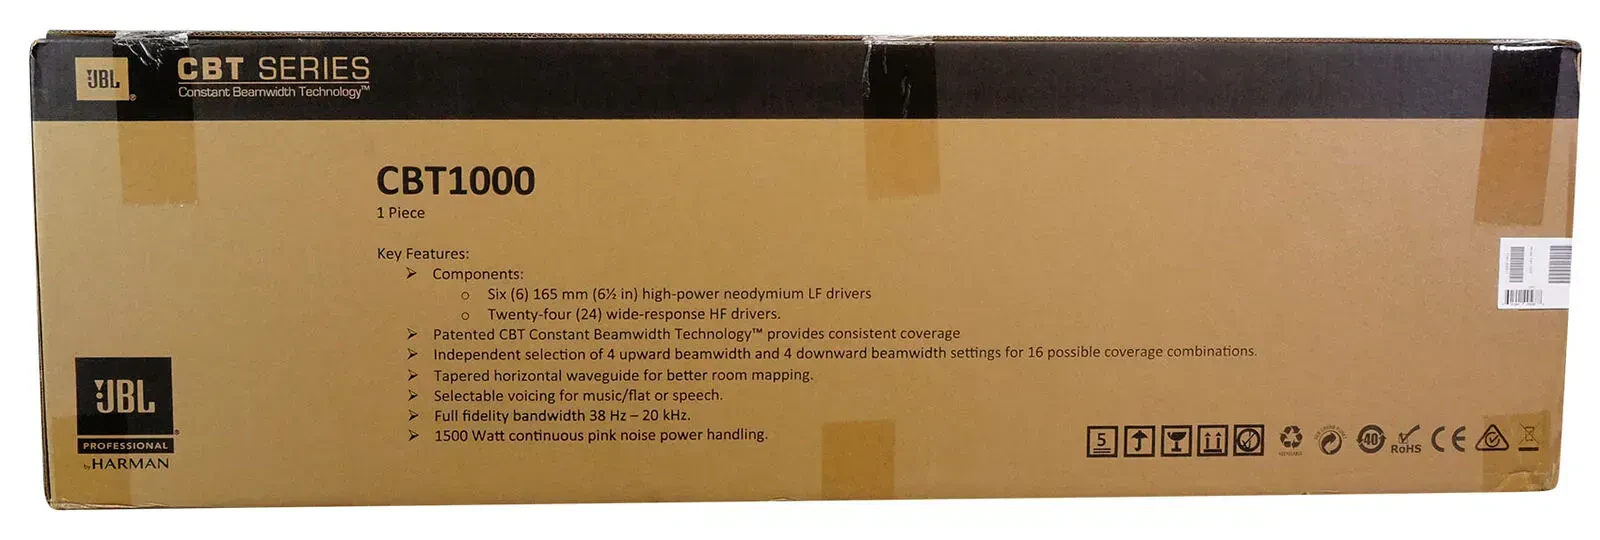 JBL
®
CBT SERIES
Constant Beamwidth Technology™
CBT1000
1 Piece
Key Features:
➢ Components:
o Six (6) 165 mm (6½ in) high-power neodymium LF drivers
o Twenty-four (24) wide-response HF drivers.
➢ Patented CBT Constant Beamwidth Technology™ provides consistent coverage
➢ Independent selection of 4 upward beamwidth and 4 downward beamwidth settings for 16 possible coverage combinations.
➢ Tapered horizontal waveguide for better room mapping.
➢ Selectable voicing for music/flat or speech.
➢ Full fidelity bandwidth 38 Hz – 20 kHz.
➢ 1500 Watt continuous pink noise power handling.
JBL
®
PROFESSIONAL
by HARMAN
5
40
RoHS
CE